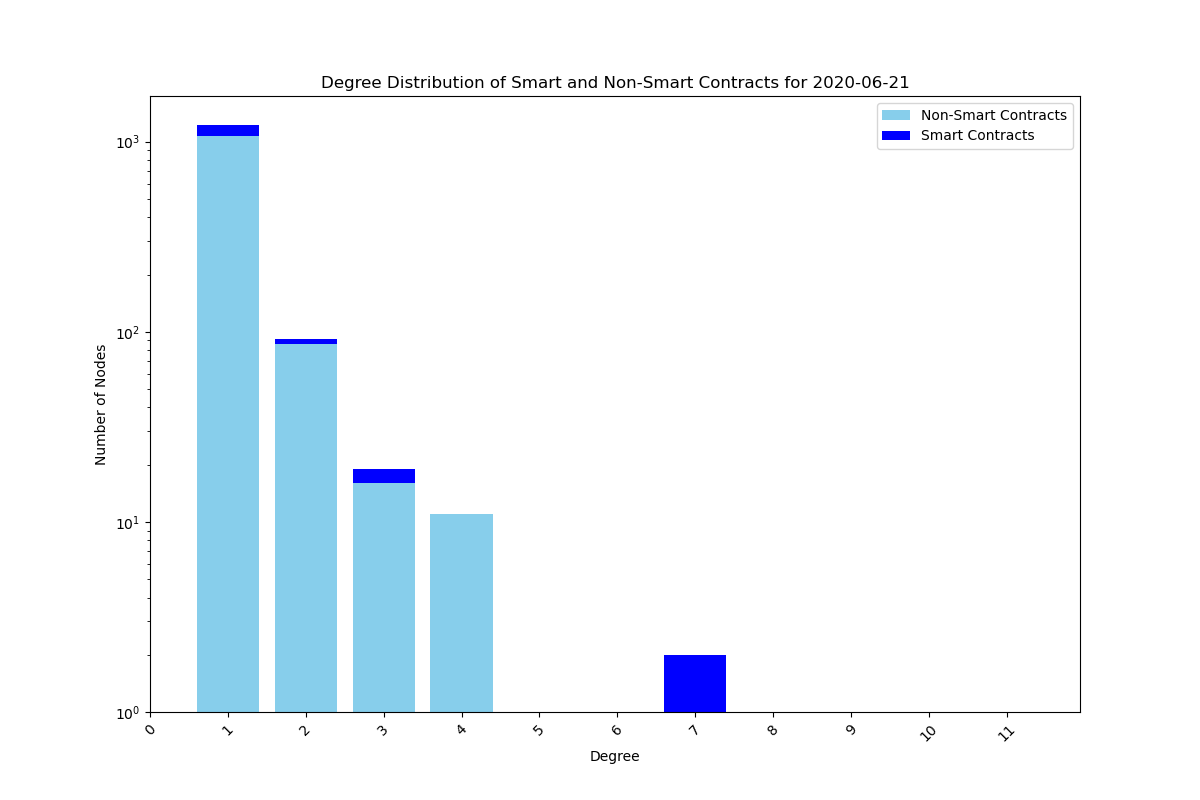 Degree Distribution of Smart and Non-Smart Contracts for 2020-06-21
Non-Smart Contracts
Smart Contracts
Number of Nodes
10³
10²
10¹
10⁰
0 1 2 3 4 5 6 7 8 9 10 11
Degree